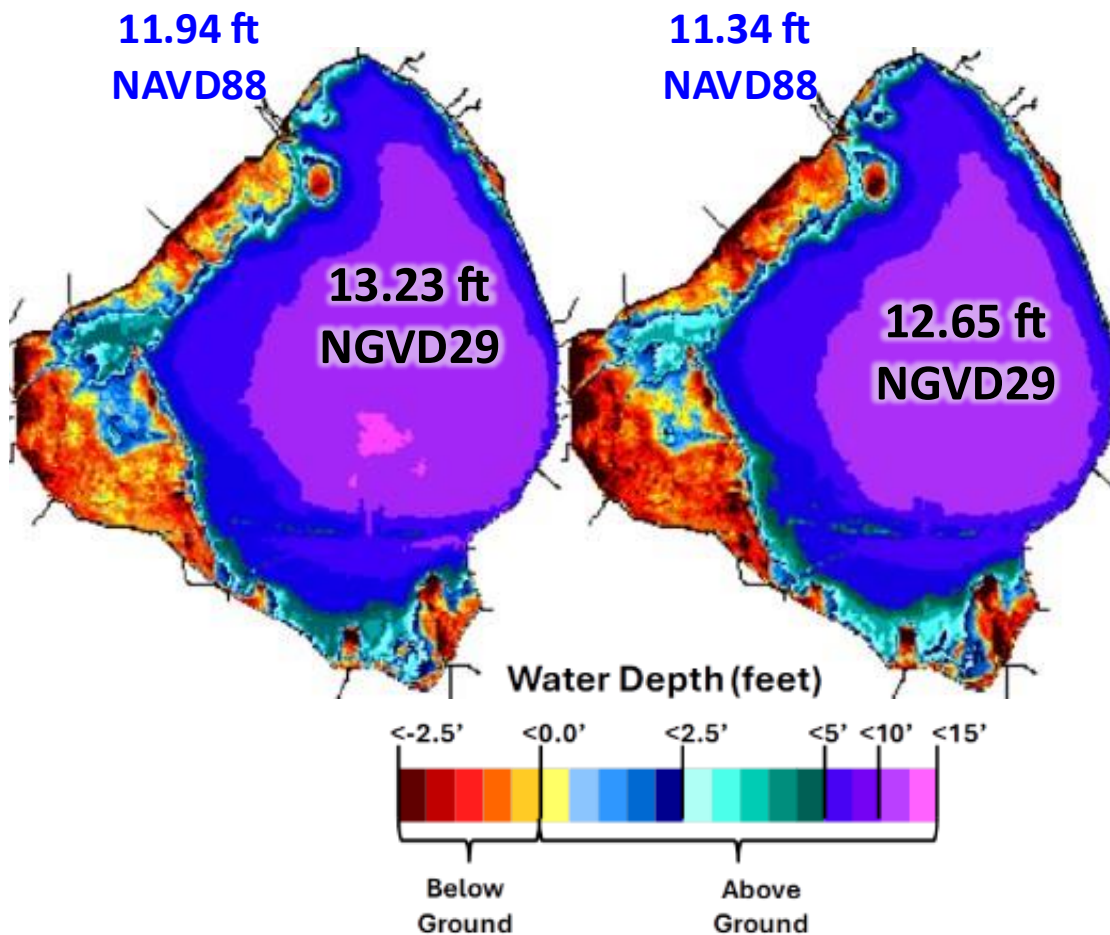 11.94 ft
NAVD88
11.34 ft
NAVD88
13.23 ft
NGVD29
12.65 ft
NGVD29
Water Depth (feet)
<-2.5’ <0.0’ <2.5’ <5’ <10’ <15’
Below
Ground
Above
Ground